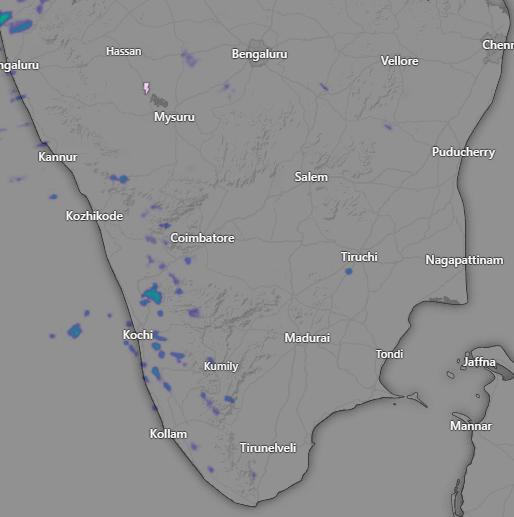 Hassan
Bengaluru
Chenn
ngaluru
Vellore
Mysuru
Kannur
Puducherry
Salem
Kozhikode
Coimbatore
Tiruchi
Nagapattinam
Kochi
Madurai
Tondi
Jaffna
Kumily
Mannar
Kollam
Tirunelveli